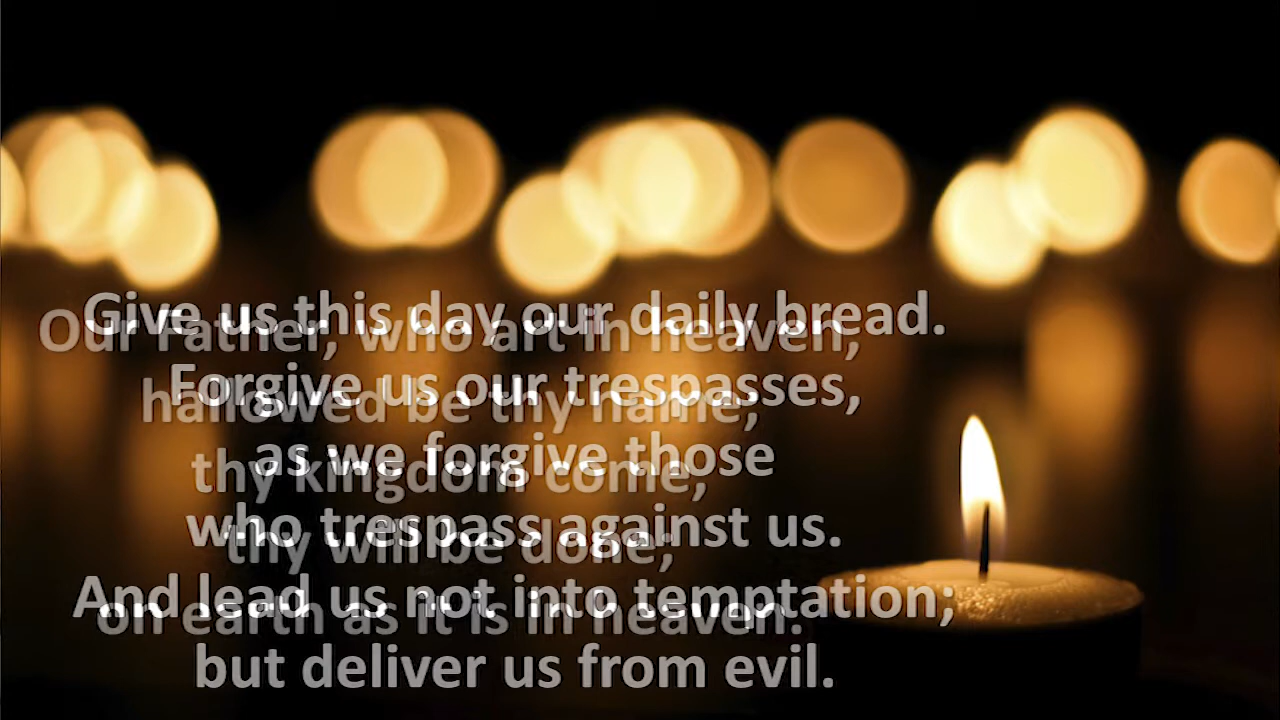 Our Father, who art in heaven,
hallowed be thy name;
thy kingdom come,
thy will be done;
on earth as it is in heaven.
Give us this day our daily bread.
Forgive us our trespasses,
as we forgive those
who trespass against us.
And lead us not into temptation;
but deliver us from evil.